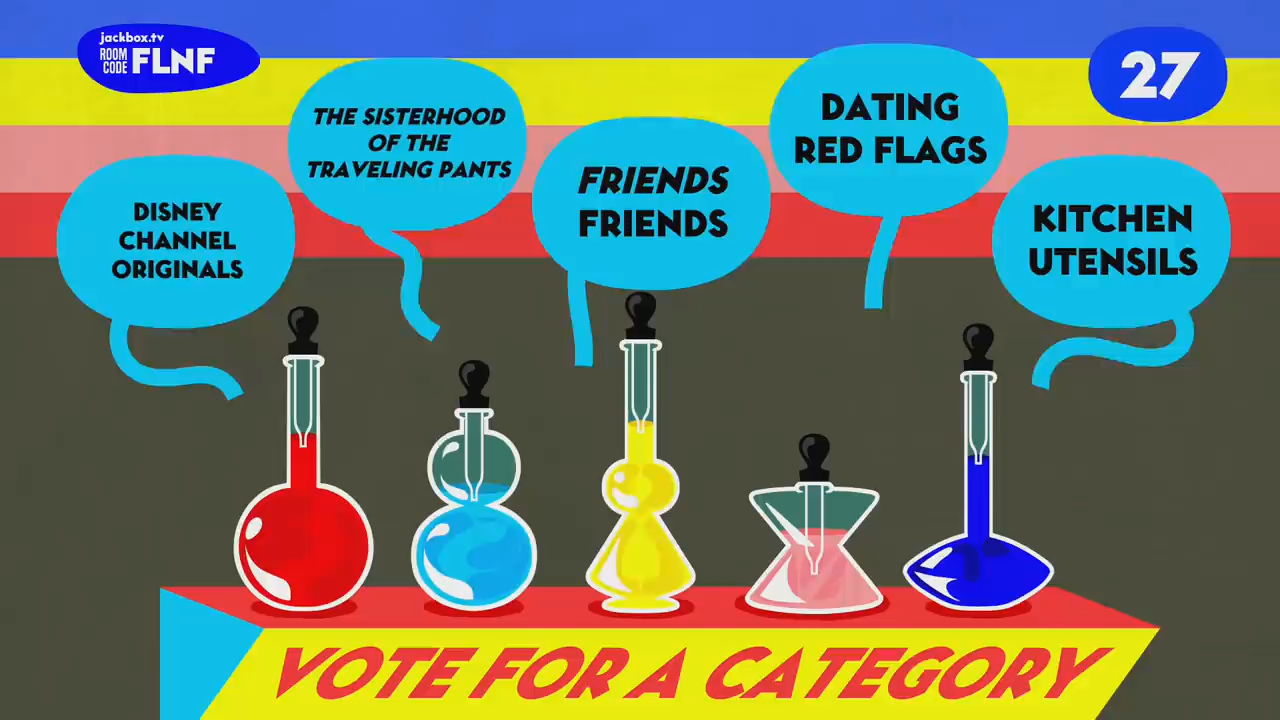 jackbox.tv
ROOM
CODE
FLNF
27
DISNEY
CHANNEL
ORIGINALS
THE SISTERHOOD
OF THE
TRAVELING PANTS
FRIENDS
FRIENDS
DATING
RED FLAGS
KITCHEN
UTENSILS
VOTE FOR A CATEGORY